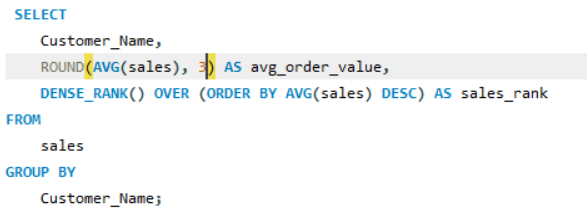 SELECT
Customer_Name,
ROUND(AVG(sales), 3) AS avg_order_value,
DENSE_RANK() OVER (ORDER BY AVG(sales) DESC) AS sales_rank
FROM
sales
GROUP BY
Customer_Name;